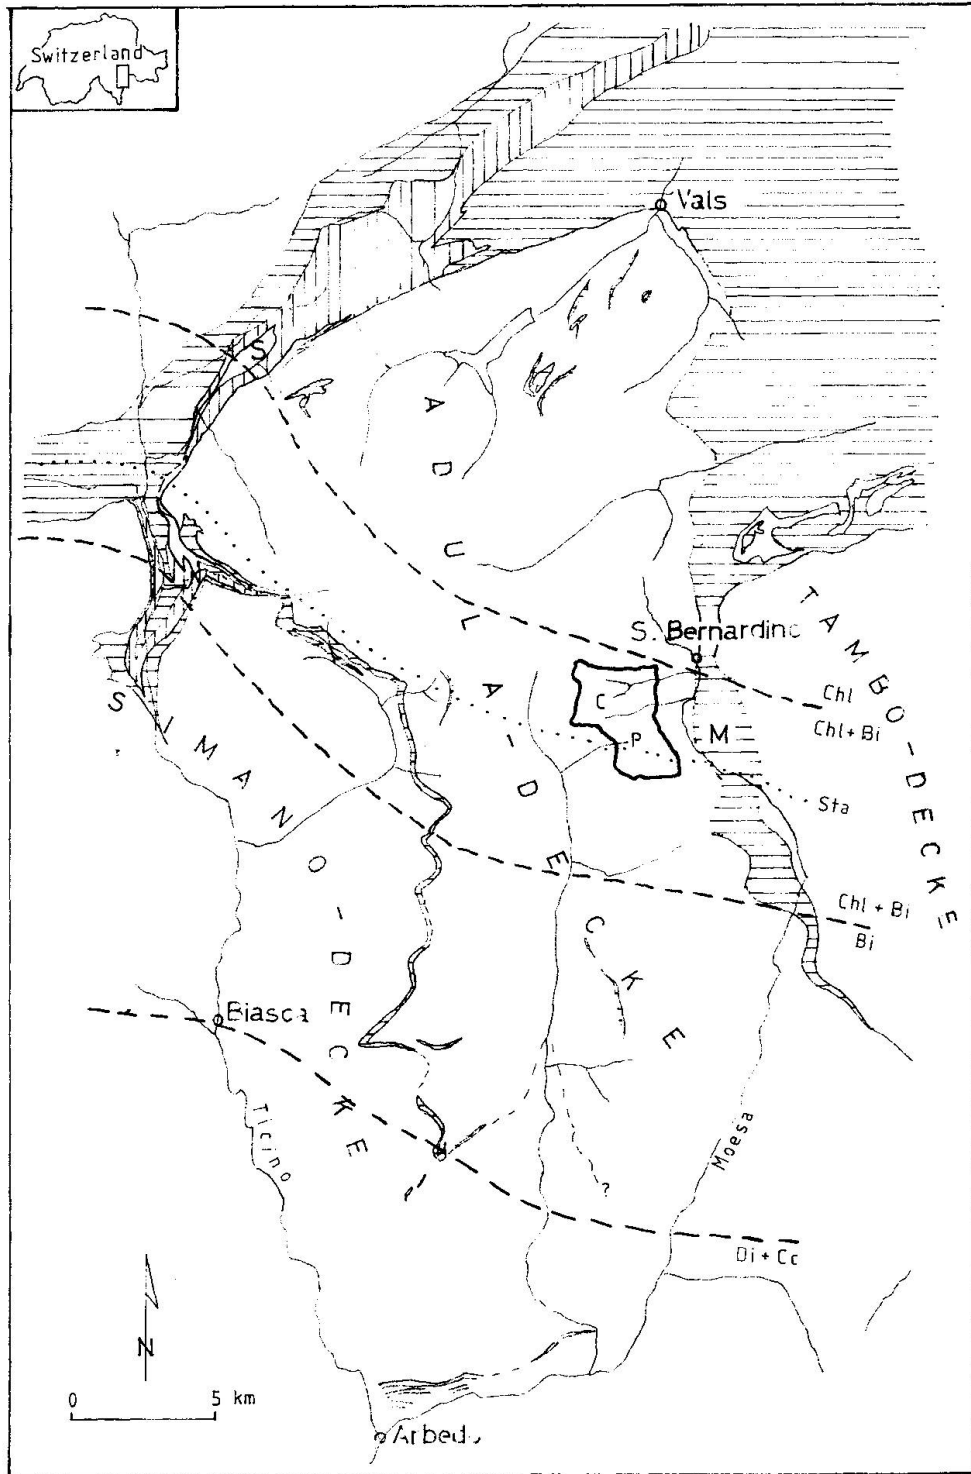 Switzerland
Vals
S
ADULA-DECKE
S. Bernardino
TAMBO-DECKE
Chl
Chl + Bi
C
P
M
Sta
SIMANO-DECKE
Chl + Bi
Bi
Biasca
Ticino
Moesa
?
Di + Cc
N
0 5 km